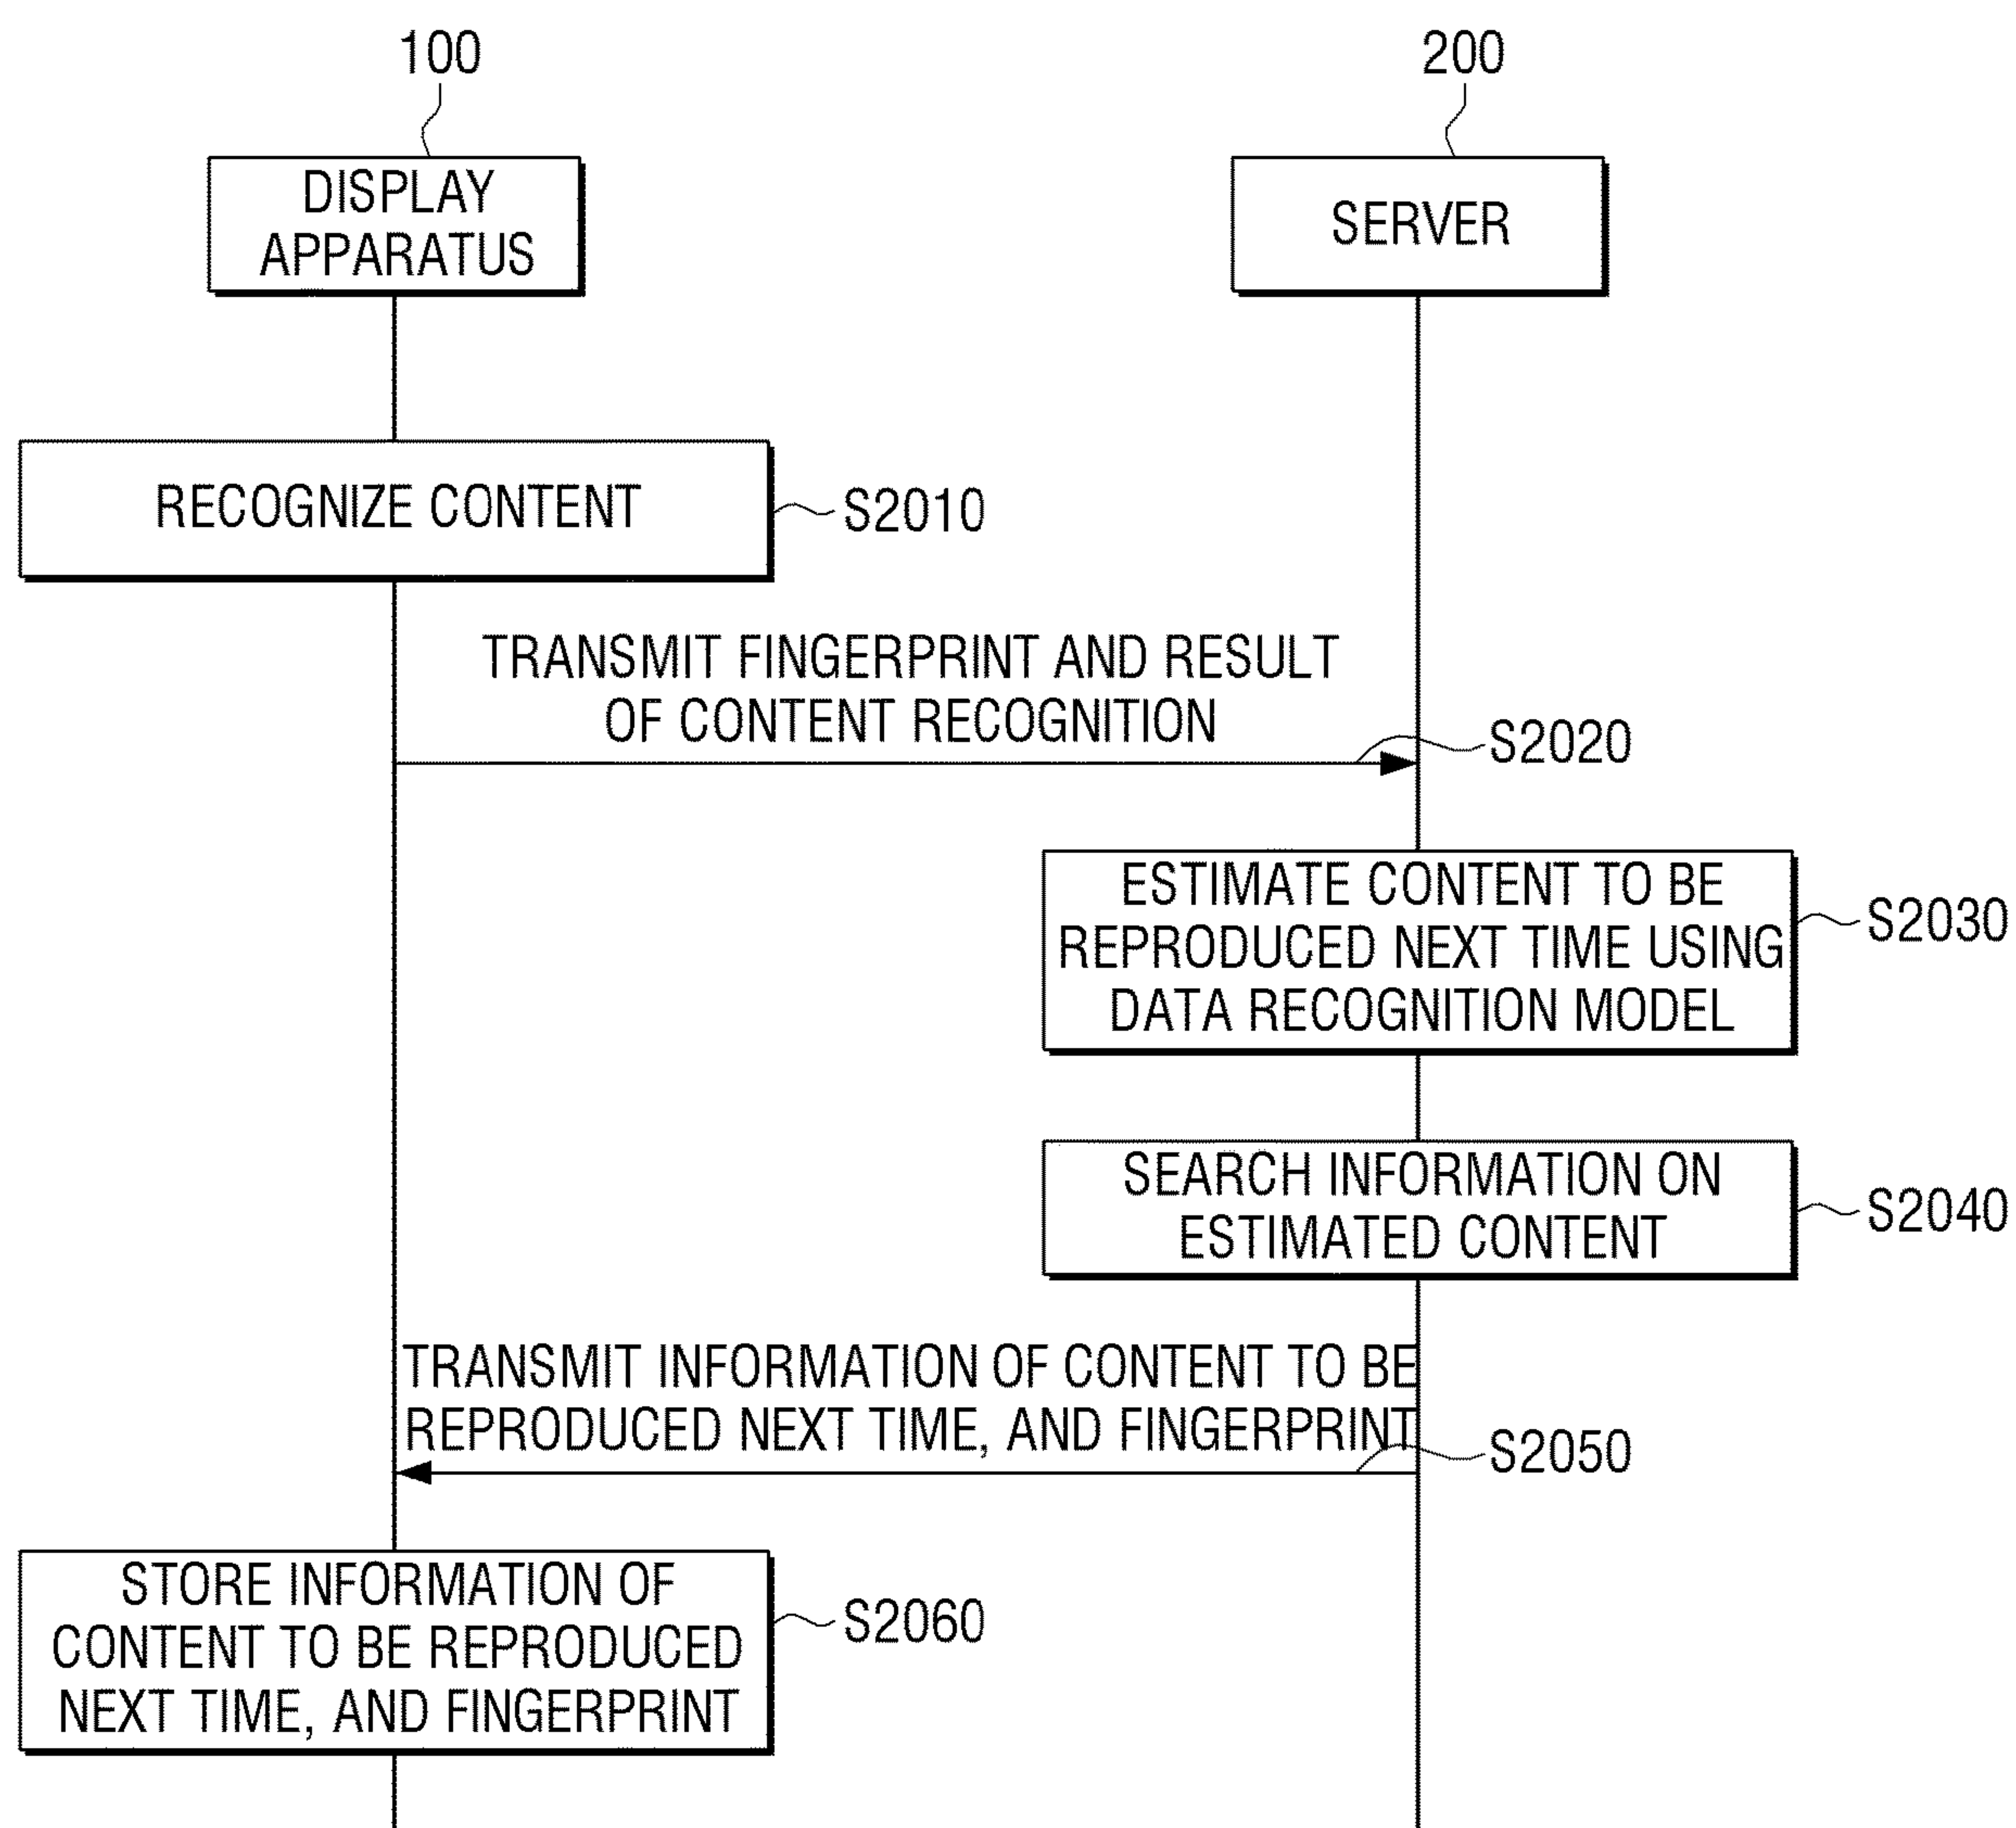 100
200
DISPLAY
APPARATUS
SERVER
RECOGNIZE CONTENT
S2010
TRANSMIT FINGERPRINT AND RESULT
OF CONTENT RECOGNITION
S2020
ESTIMATE CONTENT TO BE
REPRODUCED NEXT TIME USING
DATA RECOGNITION MODEL
S2030
SEARCH INFORMATION ON
ESTIMATED CONTENT
S2040
TRANSMIT INFORMATION OF CONTENT TO BE
REPRODUCED NEXT TIME, AND FINGERPRINT
S2050
STORE INFORMATION OF
CONTENT TO BE REPRODUCED
NEXT TIME, AND FINGERPRINT
S2060